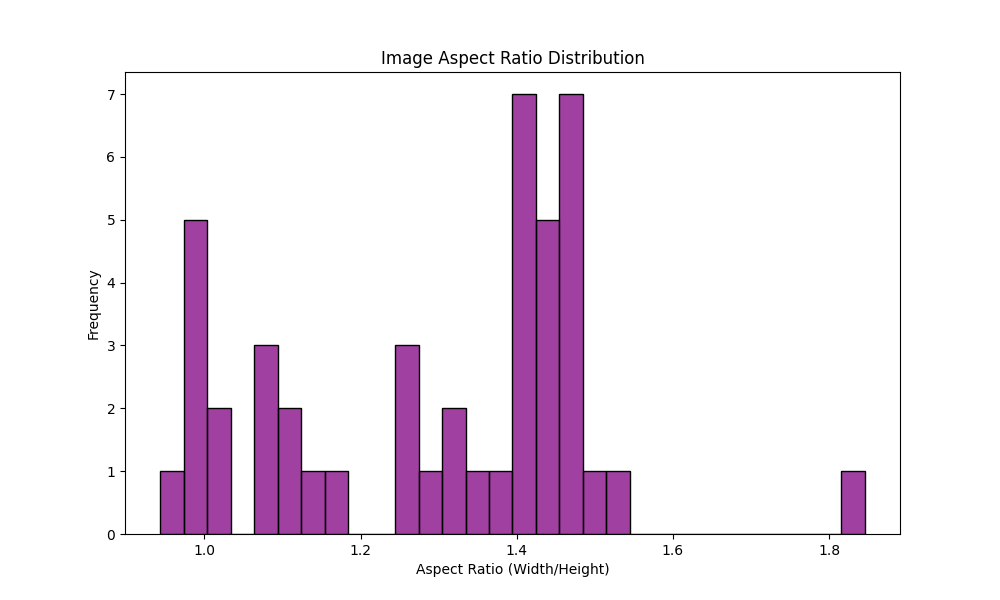 Image Aspect Ratio Distribution
7
6
5
4
3
2
1
0
Frequency
1.0 1.2 1.4 1.6 1.8
Aspect Ratio (Width/Height)